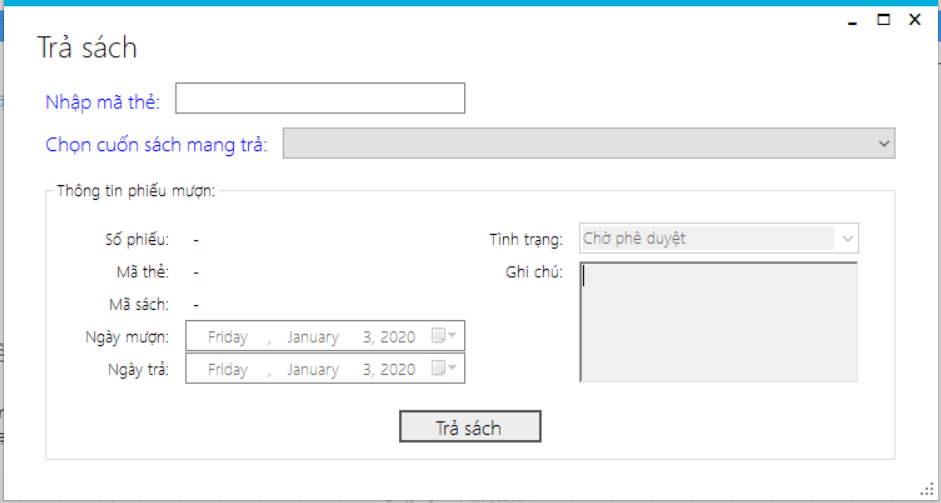 Trả sách
Nhập mã thẻ:
Chọn cuốn sách mang trả:
Thông tin phiếu mượn:
Số phiếu: -
Mã thẻ: -
Mã sách: -
Ngày mượn: Friday , January 3, 2020
Ngày trả: Friday , January 3, 2020
Tình trạng: Chờ phê duyệt
Ghi chú:
Trả sách